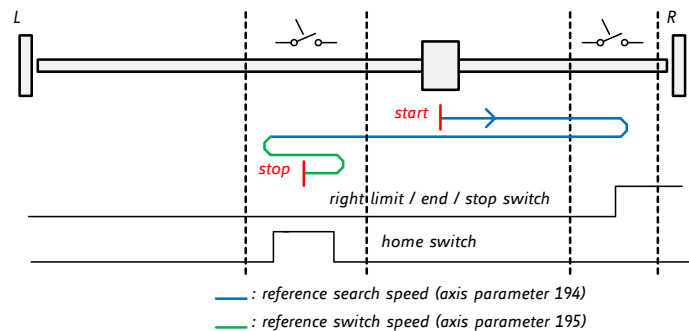 L
R
start
stop
right limit / end / stop switch
home switch
: reference search speed (axis parameter 194)
: reference switch speed (axis parameter 195)